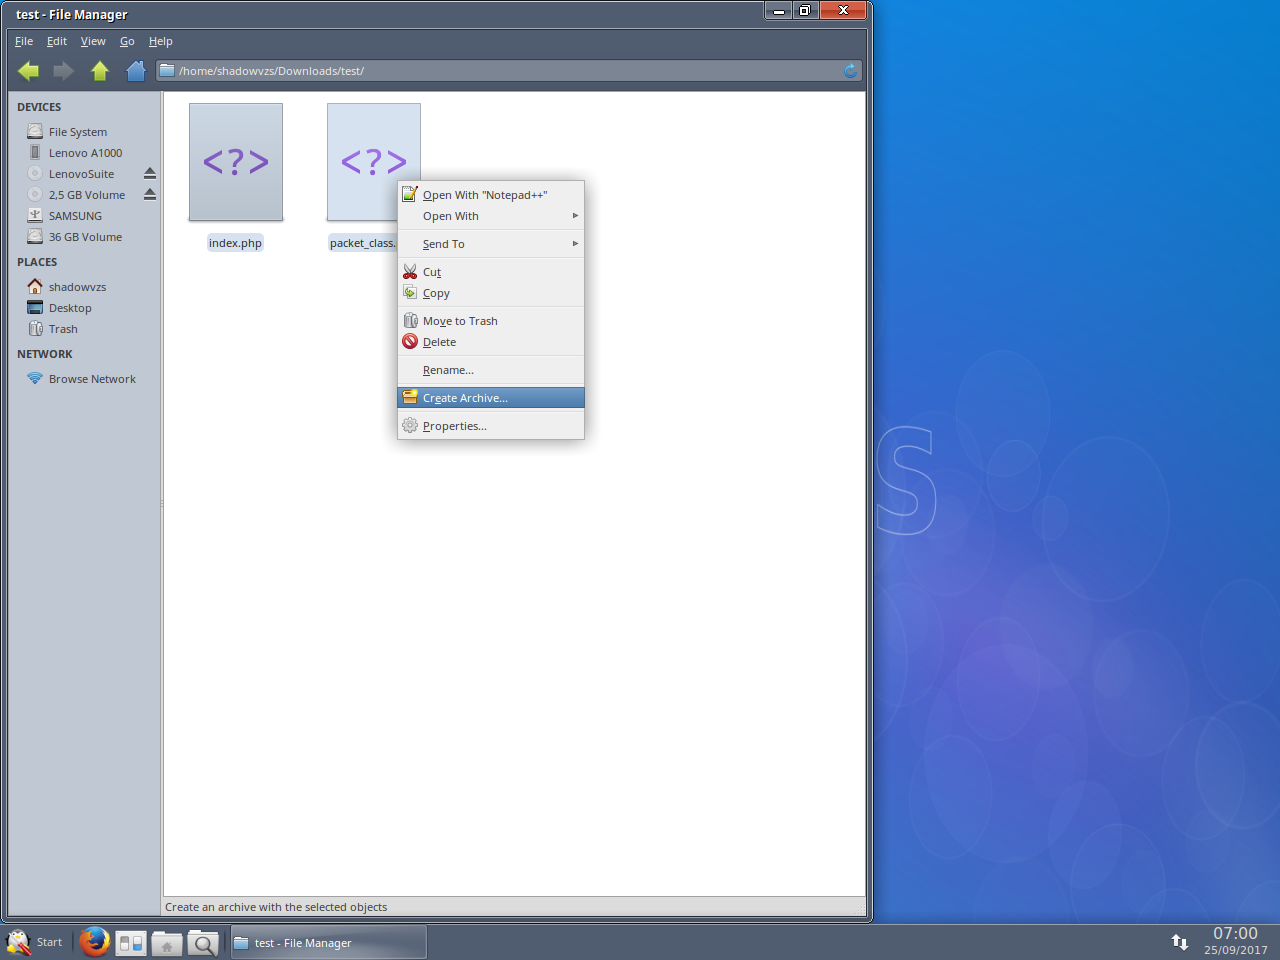 test - File Manager
File Edit View Go Help
/home/shadowvzs/Downloads/test/
DEVICES
File System
Lenovo A1000
LenovoSuite
2,5 GB Volume
SAMSUNG
36 GB Volume
PLACES
shadowvzs
Desktop
Trash
NETWORK
Browse Network
<?>
<?>
index.php
packet_class.
Open With "Notepad++"
Open With
Send To
Cut
Copy
Move to Trash
Delete
Rename...
Create Archive...
Properties...
S
Create an archive with the selected objects
Start
test - File Manager
07:00
25/09/2017